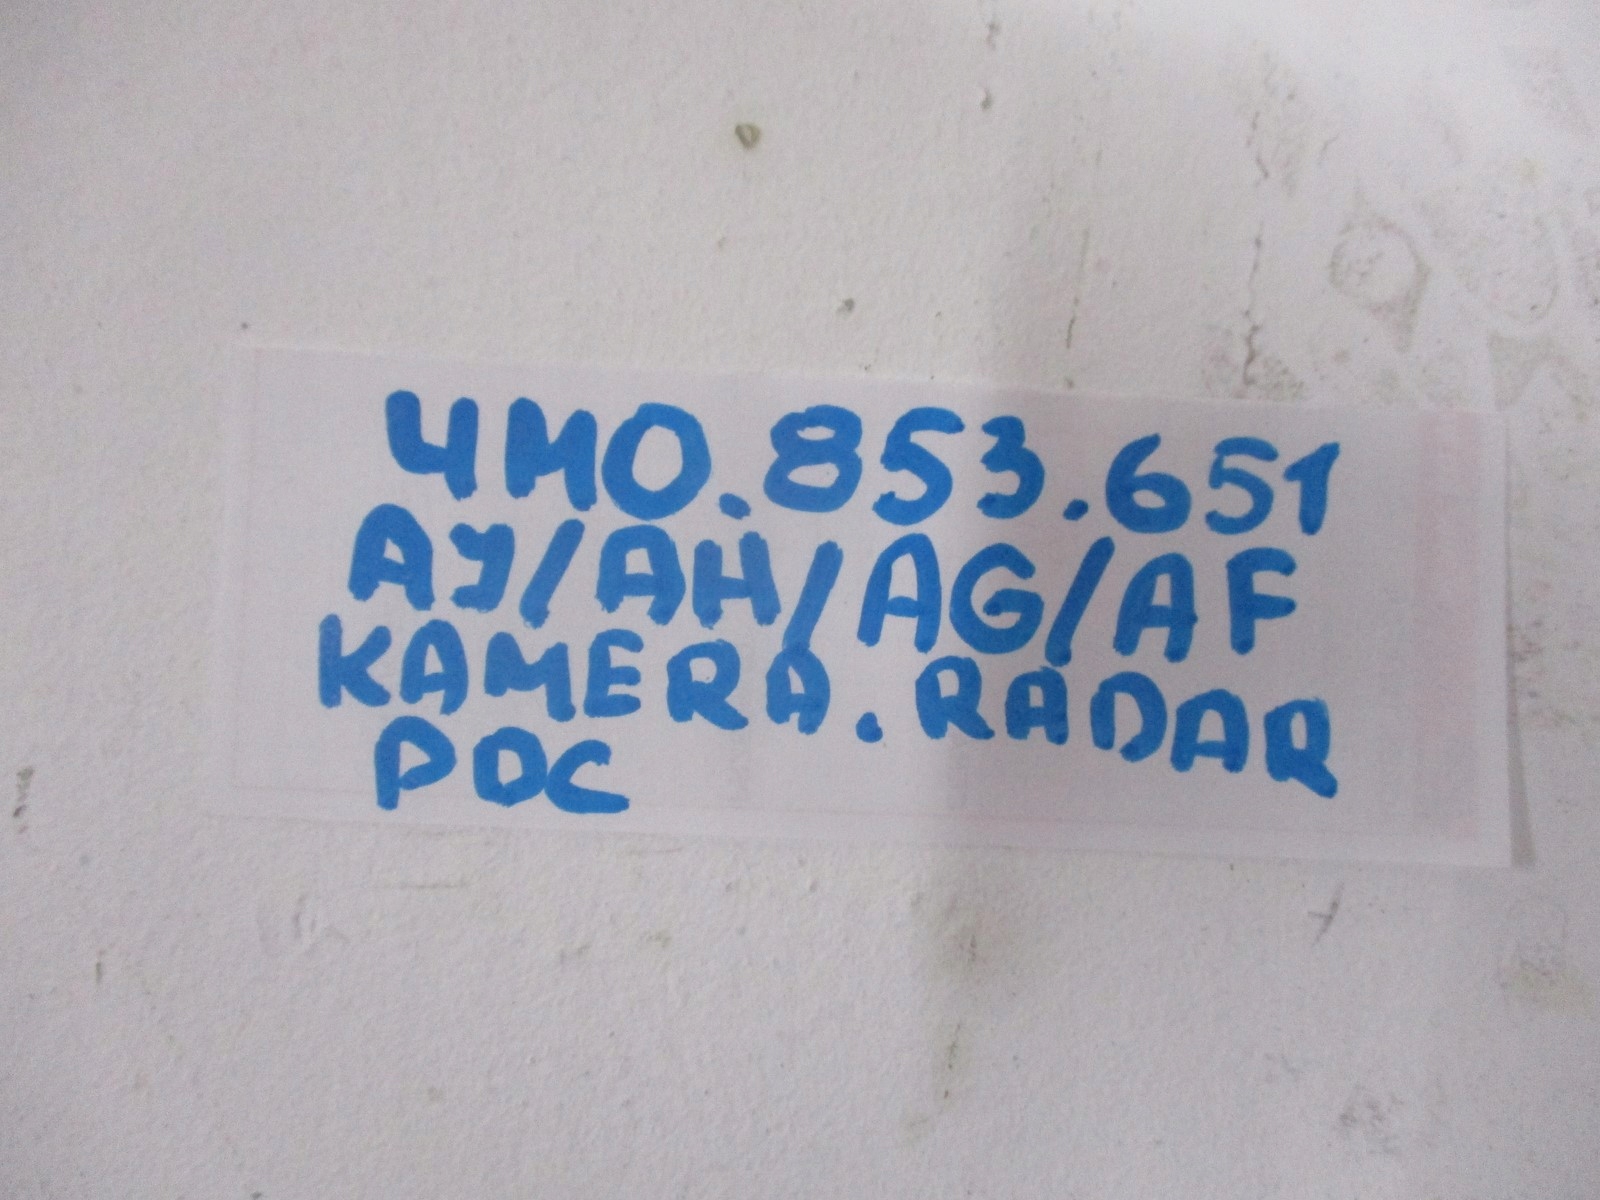 4M0.853.651
AJ/AH/AG/AF
KAMERA.RADAR
PDC